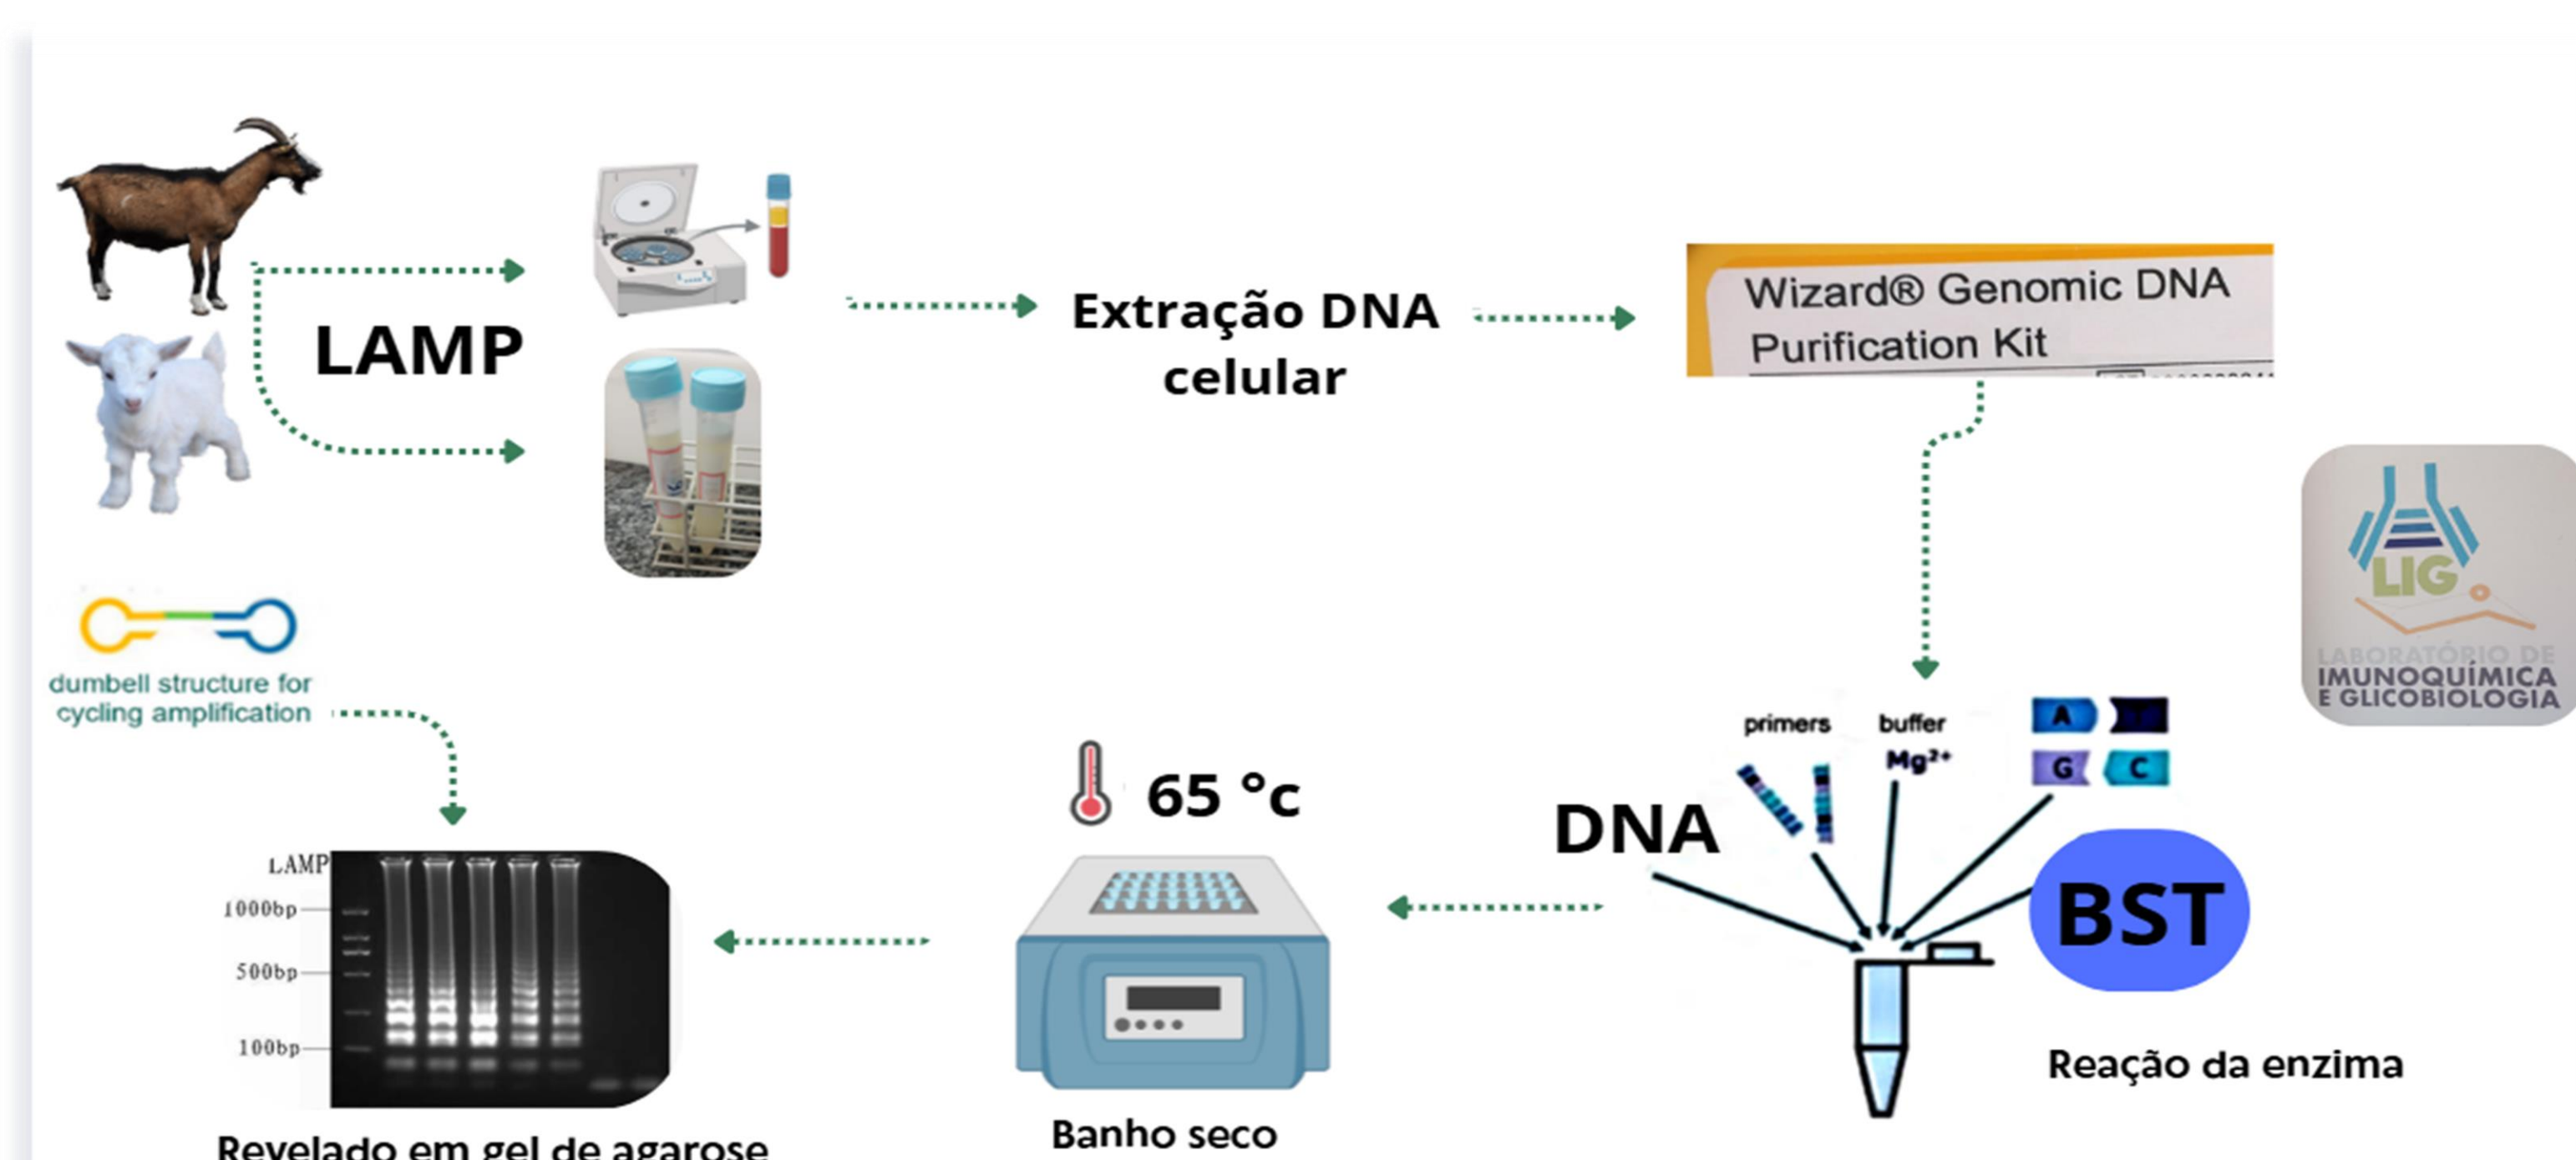 LAMP
Extração DNA
celular
Wizard® Genomic DNA
Purification Kit
LIG
LABORATÓRIO DE
IMUNOQUÍMICA
E GLICOBIOLOGIA
dumbell structure for
cycling amplification
primers
buffer
Mg²⁺
A
G C
DNA
BST
Reação da enzima
65 °c
Banho seco
LAMP
1000bp
500bp
100bp
Revelado em gel de agarose